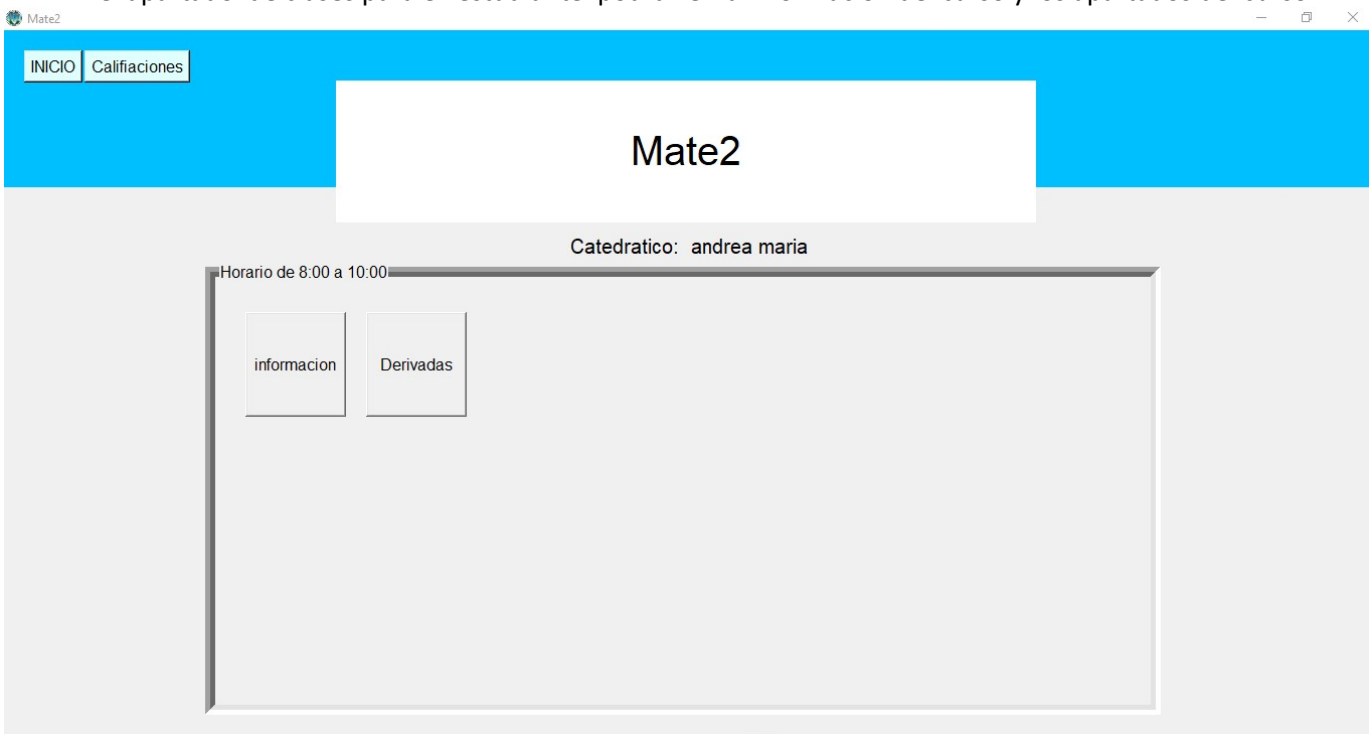 Mate2
INICIO Califiaciones
Mate2
Catedratico: andrea maria
Horario de 8:00 a 10:00
informacion Derivadas